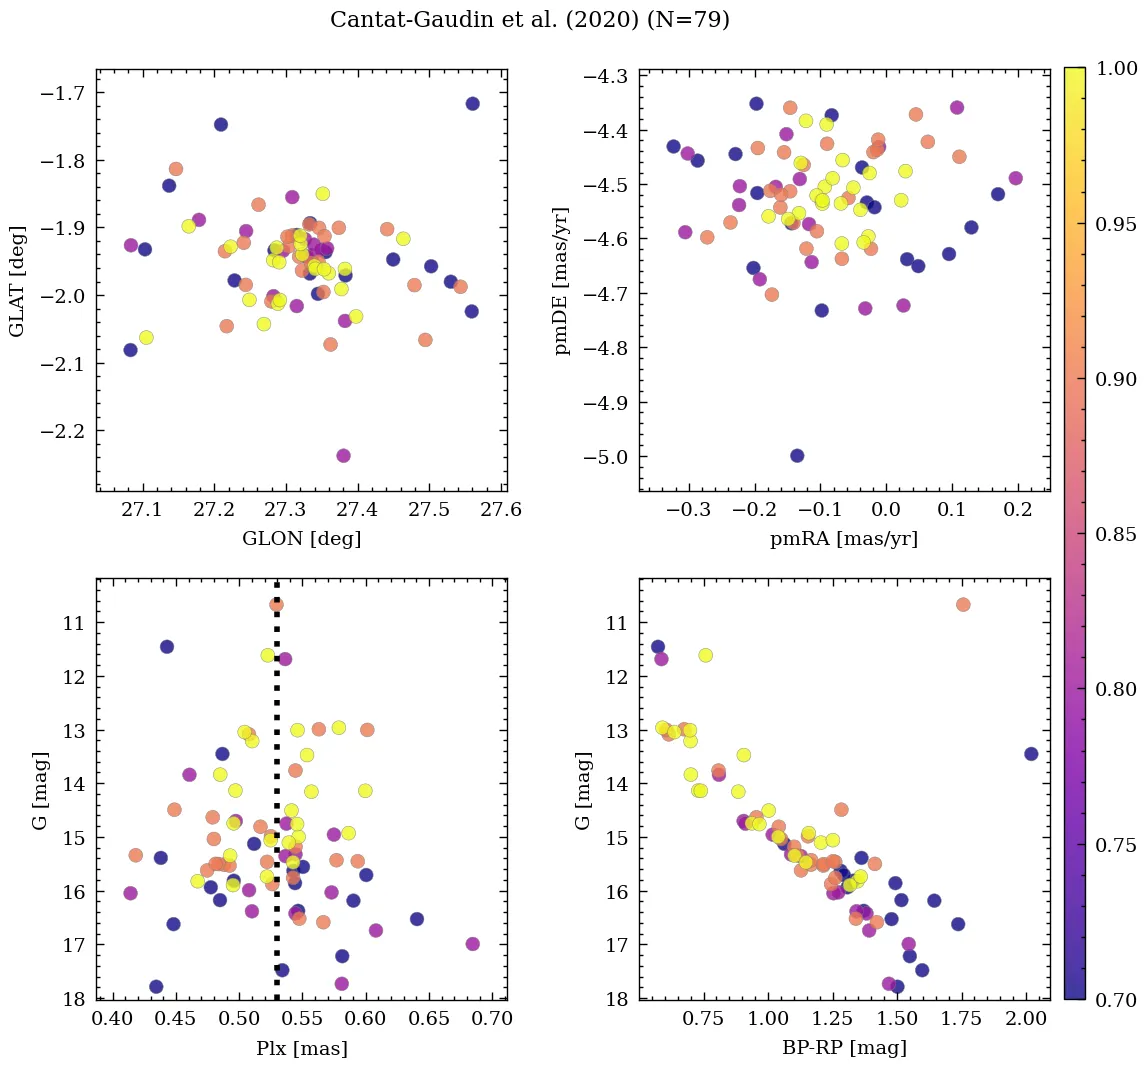 Cantat-Gaudin et al. (2020) (N=79)
−1.7
−1.8
−1.9
−2.0
−2.1
−2.2
GLAT [deg]
27.1 27.2 27.3 27.4 27.5 27.6
GLON [deg]
−4.3
−4.4
−4.5
−4.6
−4.7
−4.8
−4.9
−5.0
pmDE [mas/yr]
−0.3 −0.2 −0.1 0.0 0.1 0.2
pmRA [mas/yr]
11
12
13
14
15
16
17
18
G [mag]
0.40 0.45 0.50 0.55 0.60 0.65 0.70
Plx [mas]
11
12
13
14
15
16
17
18
G [mag]
0.75 1.00 1.25 1.50 1.75 2.00
BP-RP [mag]
1.00
0.95
0.90
0.85
0.80
0.75
0.70